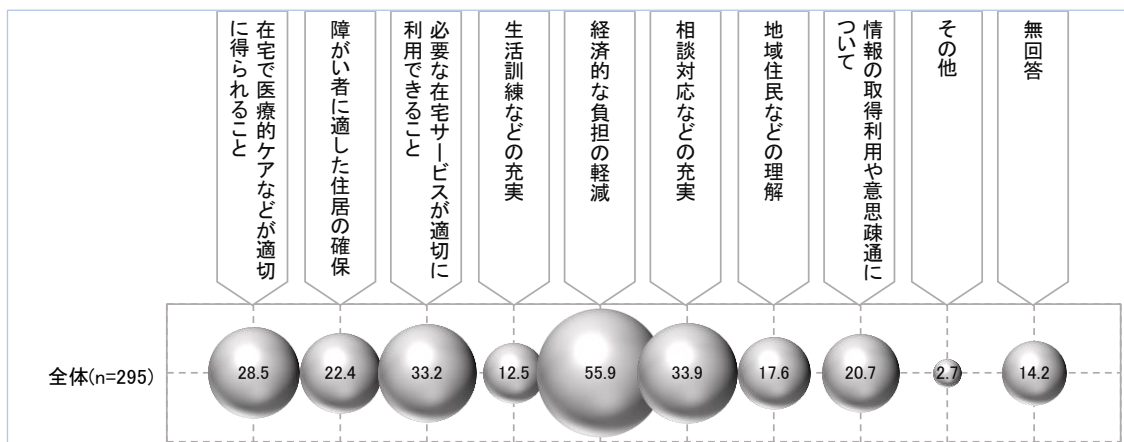 在宅で医療的ケアなどが適切
に得られること
障がい者に適した住居の確保
必要な在宅サービスが適切に
利用できること
生活訓練などの充実
経済的な負担の軽減
相談対応などの充実
地域住民などの理解
情報の取得利用や意思疎通に
ついて
その他
無回答
全体(n=295)
28.5
22.4
33.2
12.5
55.9
33.9
17.6
20.7
2.7
14.2